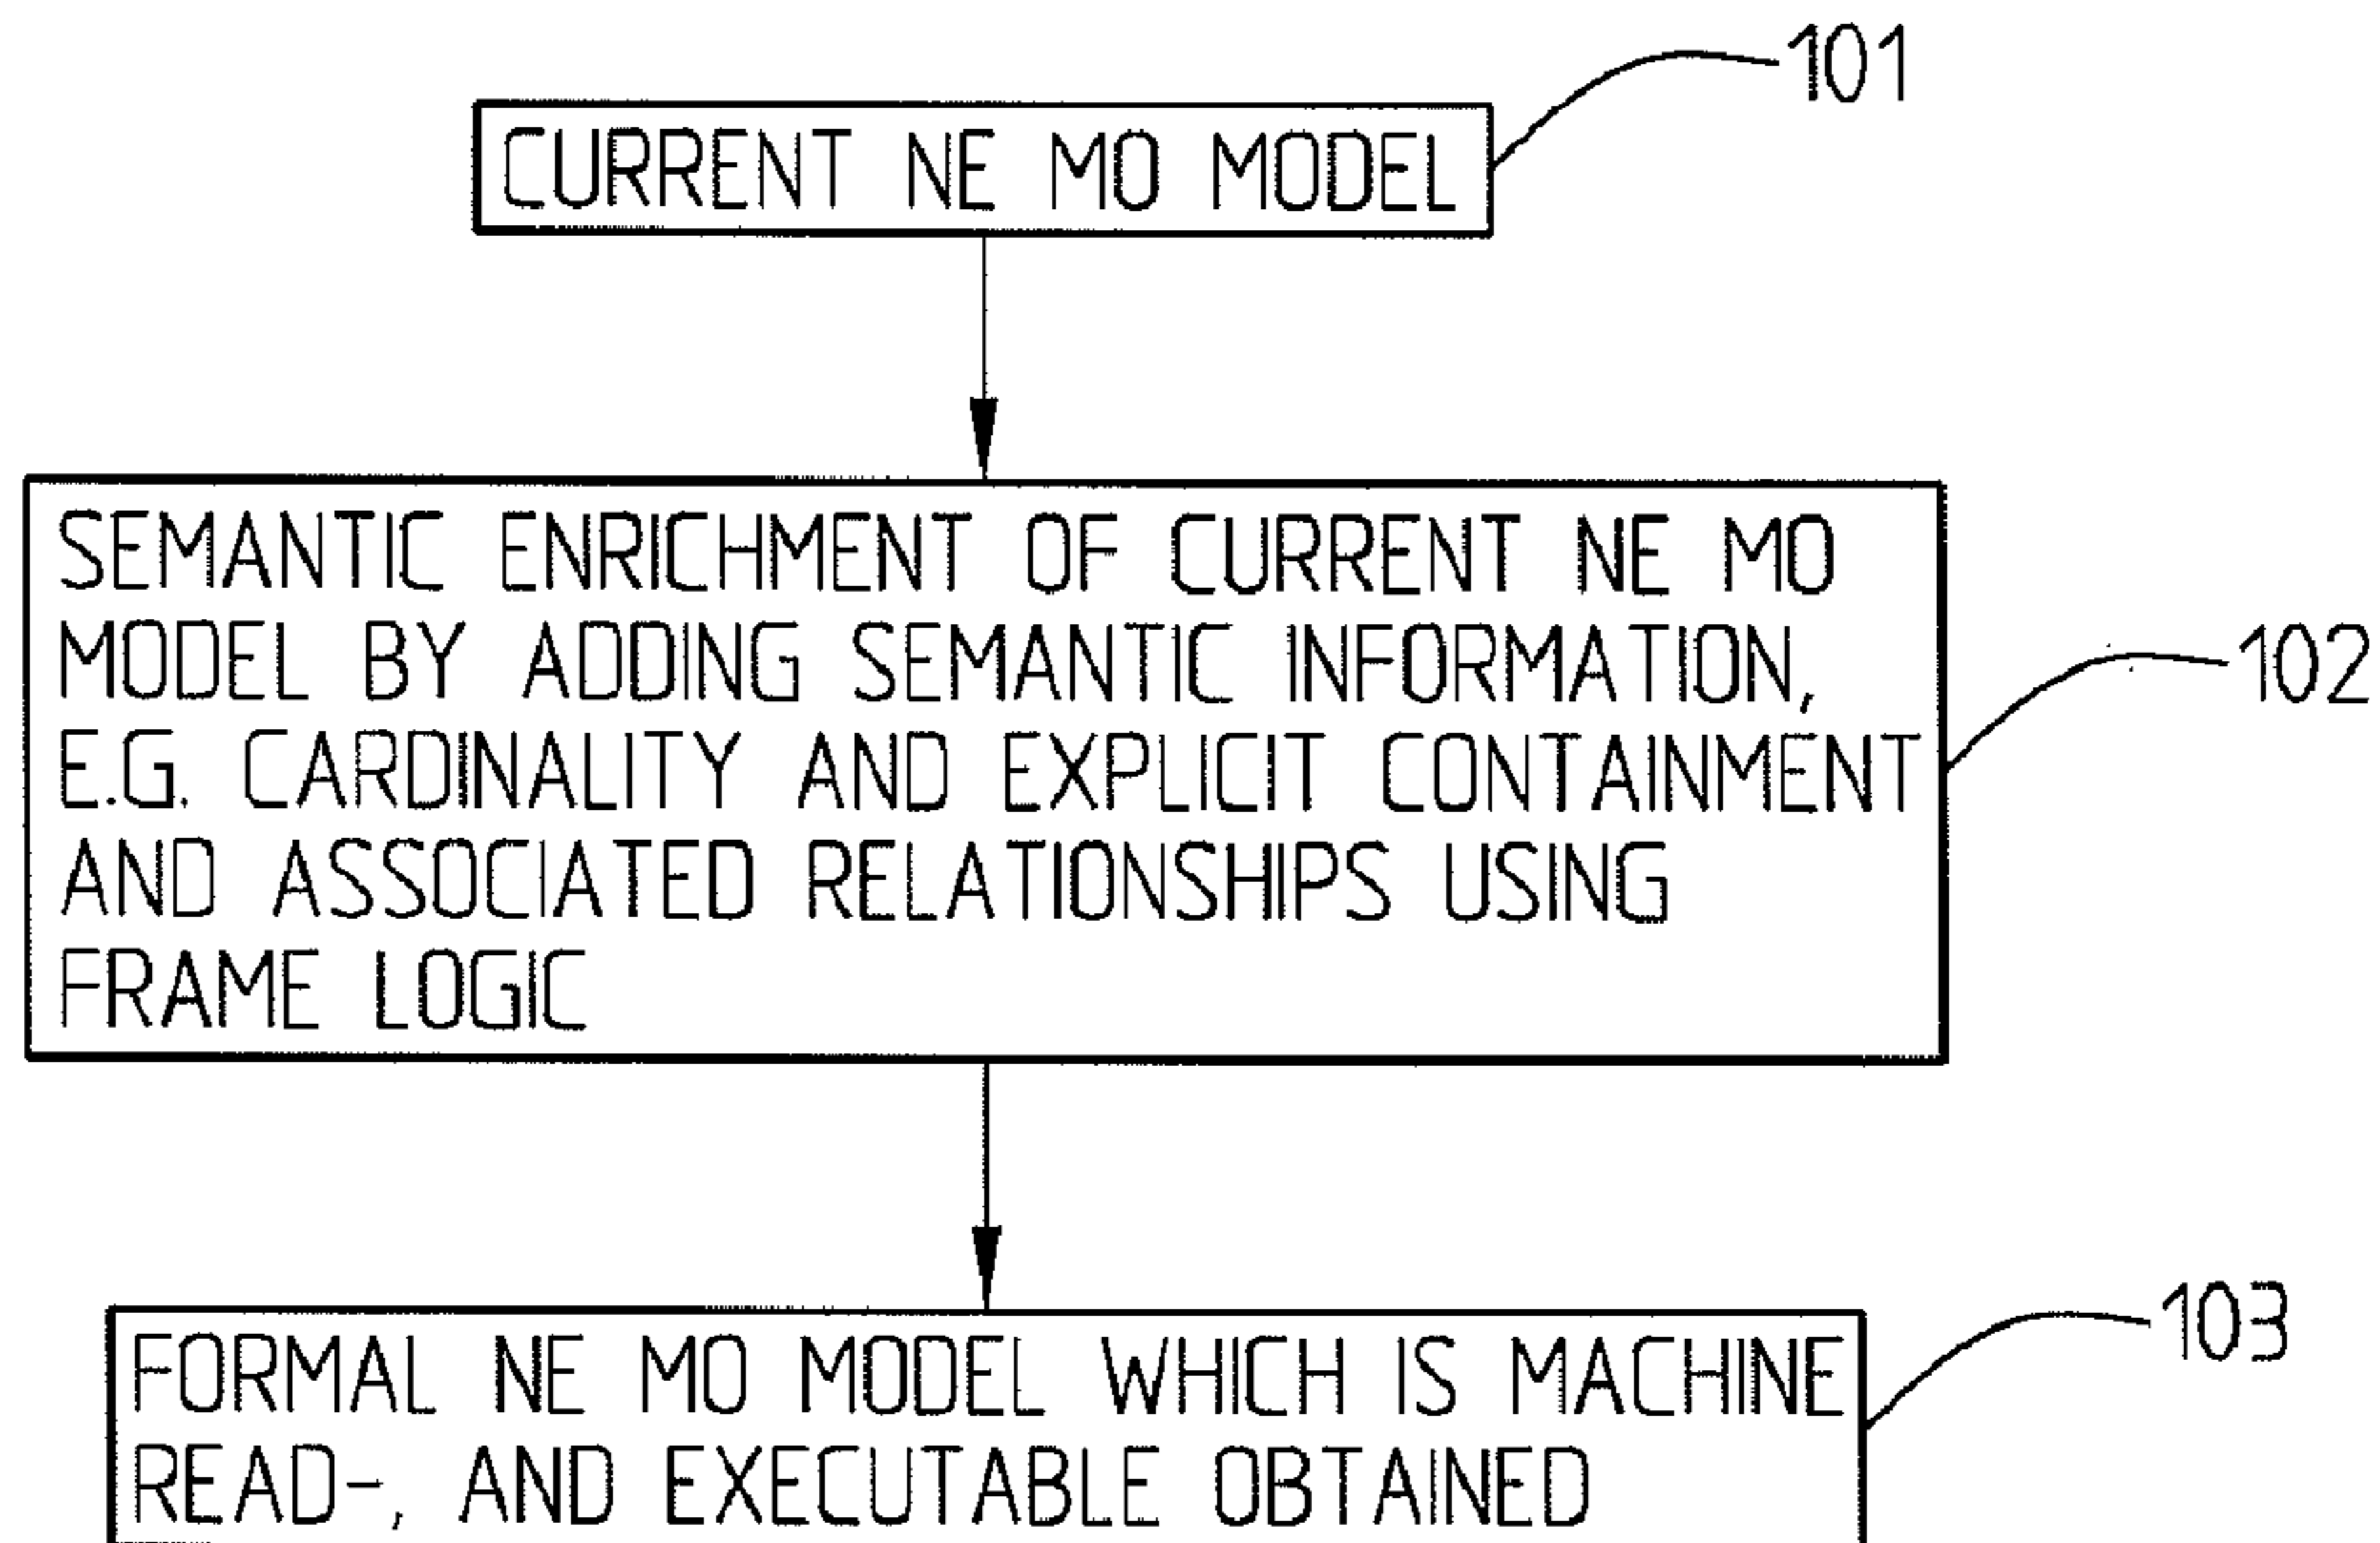 101
CURRENT NE MO MODEL
SEMANTIC ENRICHMENT OF CURRENT NE MO
MODEL BY ADDING SEMANTIC INFORMATION,
E.G. CARDINALITY AND EXPLICIT CONTAINMENT
AND ASSOCIATED RELATIONSHIPS USING
FRAME LOGIC
102
103
FORMAL NE MO MODEL WHICH IS MACHINE
READ-, AND EXECUTABLE OBTAINED